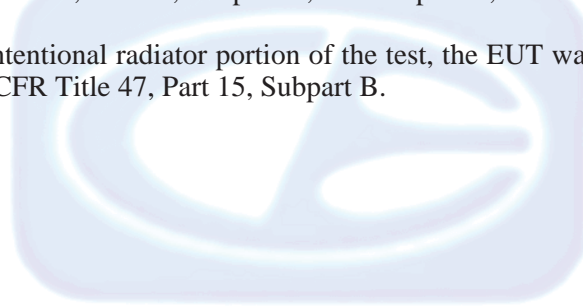 ntentional radiator portion of the test, the EUT wa
CFR Title 47, Part 15, Subpart B.